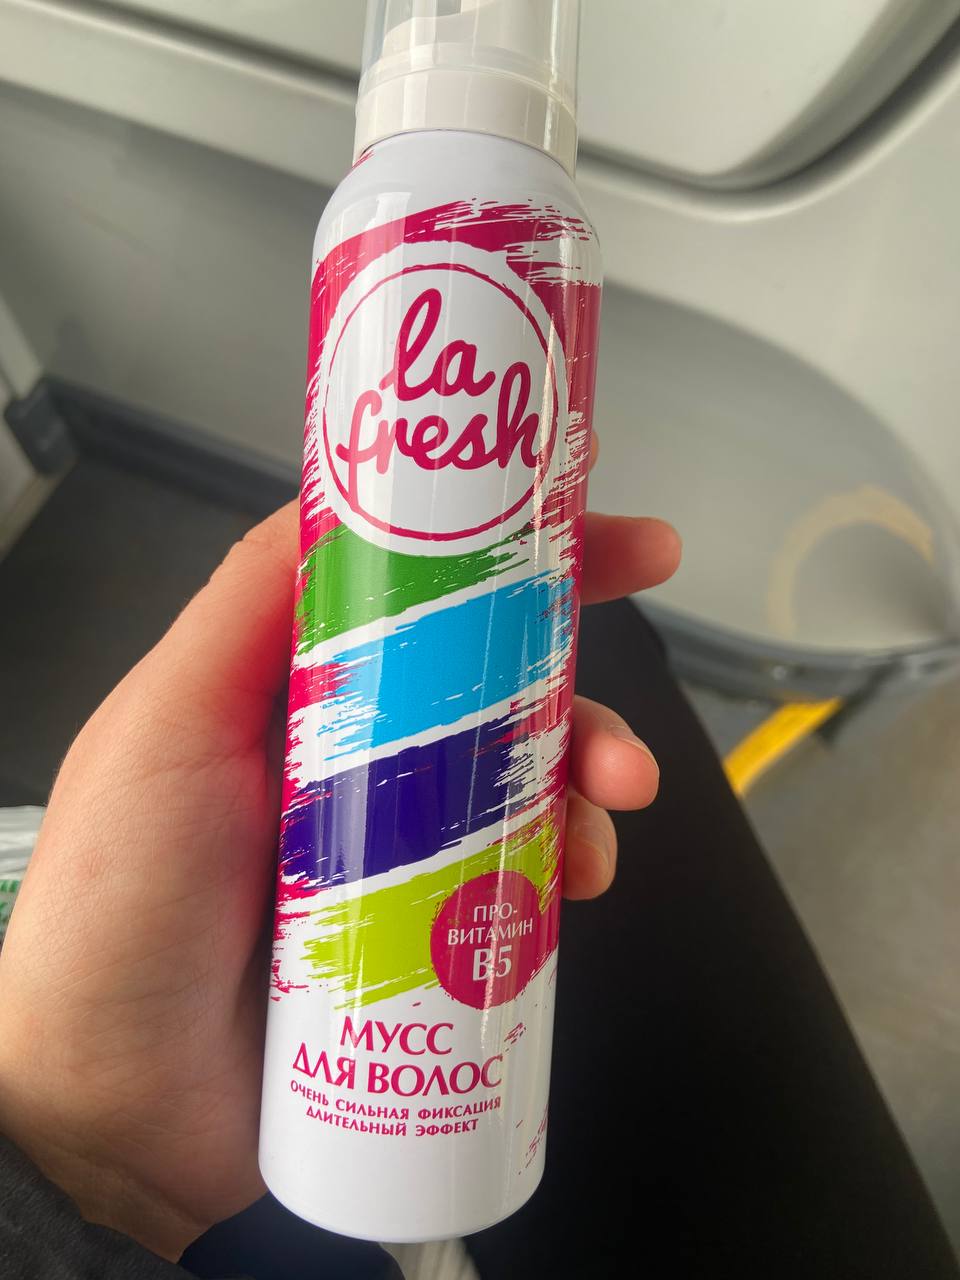 la
fresh
ПРО-
ВИТАМИН
B5
МУСС
ДЛЯ ВОЛОС
ОЧЕНЬ СИЛЬНАЯ ФИКСАЦИЯ
ДЛИТЕЛЬНЫЙ ЭФФЕКТ